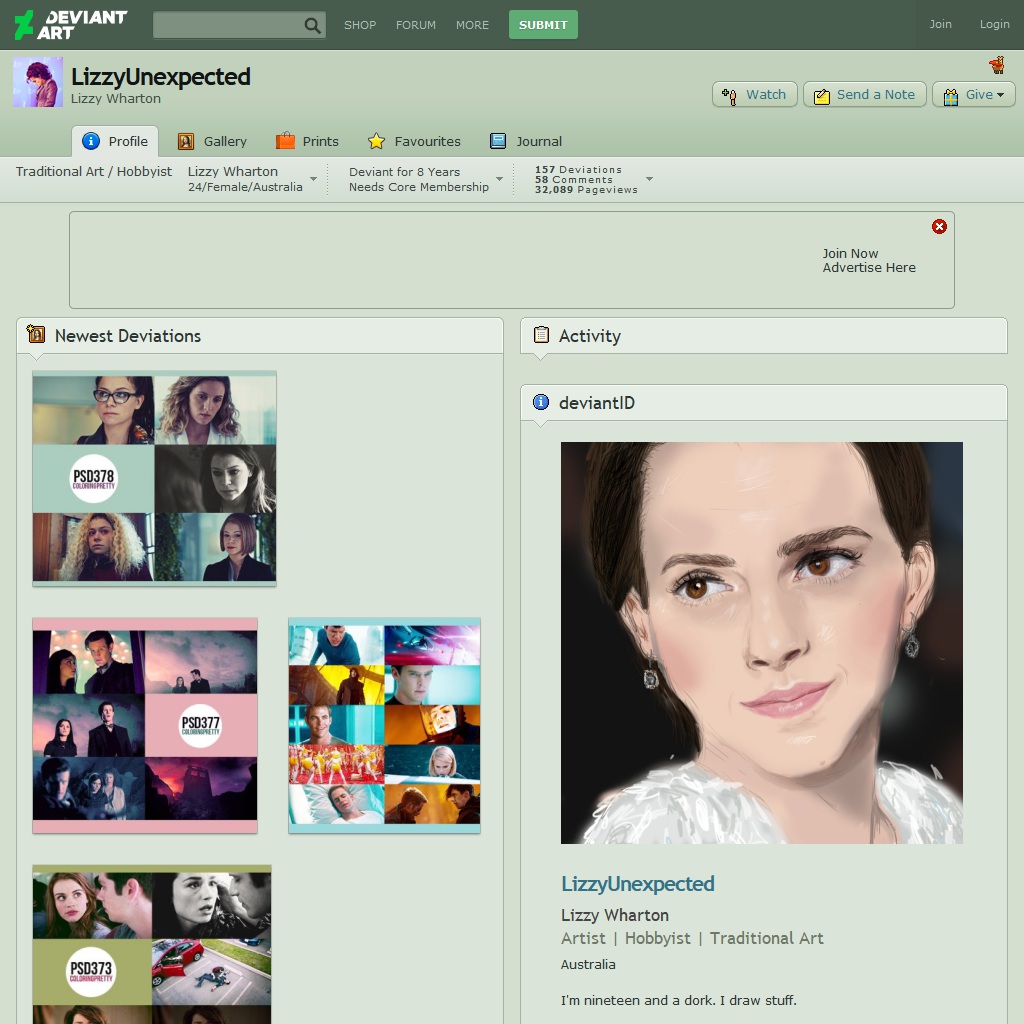 DEVIANT
ART
SHOP
FORUM
MORE
SUBMIT
Join
Login
LizzyUnexpected
Lizzy Wharton
Watch
Send a Note
Give
Profile
Gallery
Prints
Favourites
Journal
Traditional Art / Hobbyist
Lizzy Wharton
24/Female/Australia
Deviant for 8 Years
Needs Core Membership
157 Deviations
58 Comments
32,089 Pageviews
Join Now
Advertise Here
Newest Deviations
PSD378
COLORINGPRETTY
PSD377
COLORINGPRETTY
PSD373
COLORINGPRETTY
Activity
deviantID
LizzyUnexpected
Lizzy Wharton
Artist | Hobbyist | Traditional Art
Australia
I'm nineteen and a dork. I draw stuff.